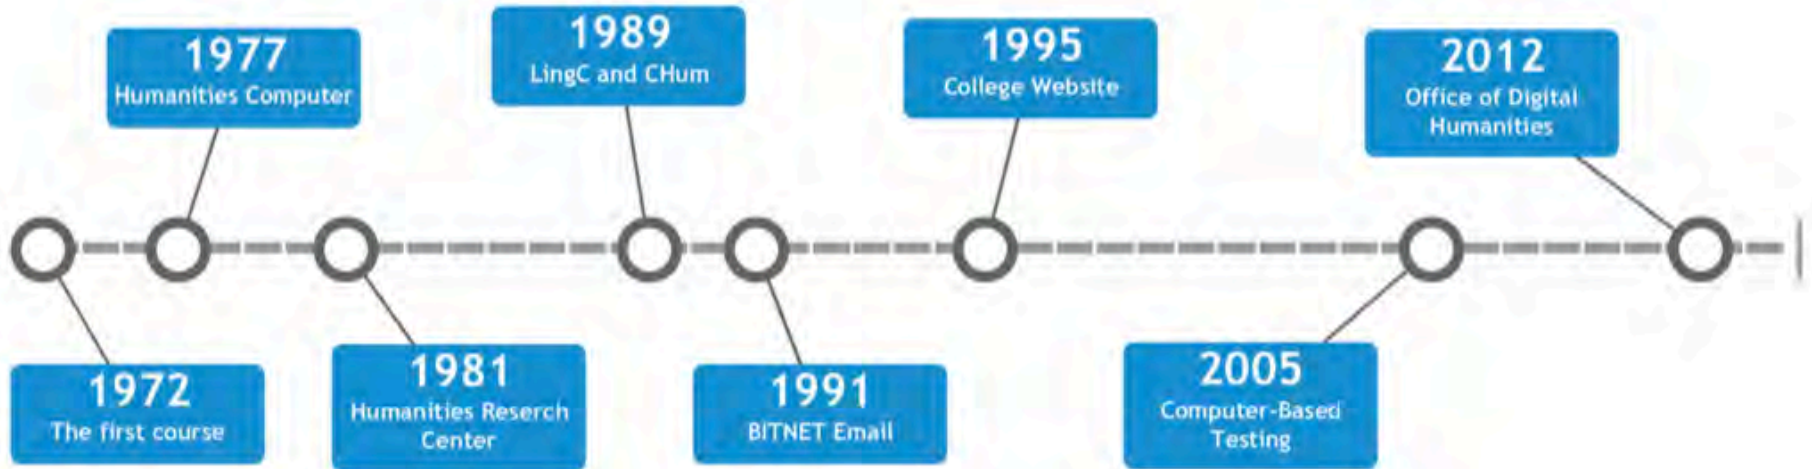 1977
Humanities Computer
1989
LingC and CHum
1995
College Website
2012
Office of Digital
Humanities
1972
The first course
1981
Humanities Reserch
Center
1991
BITNET Email
2005
Computer-Based
Testing